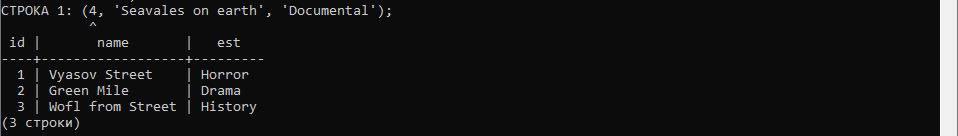 СТРОКА 1: (4, 'Seavales on earth', 'Documental');
^
id | name | est
----+------------------+---------
1 | Vyasov Street | Horror
2 | Green Mile | Drama
3 | Wofl from Street | History
(3 строки)